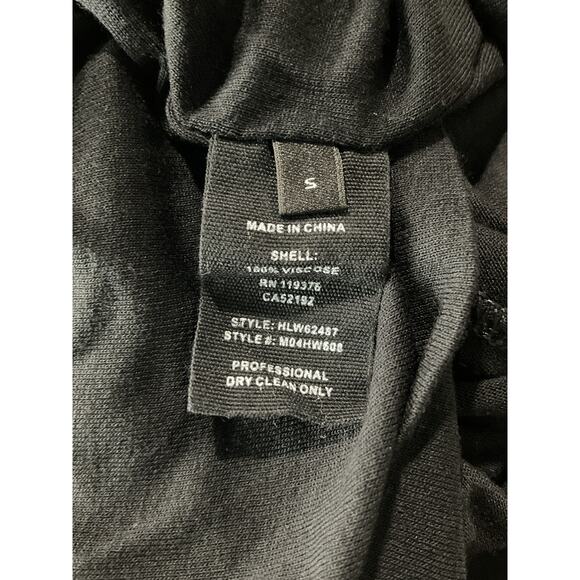 S
MADE IN CHINA
SHELL:
100% VISCOSE
RN 119376
CA52192
STYLE: HLW62487
STYLE #: M04HW608
PROFESSIONAL
DRY CLEAN ONLY